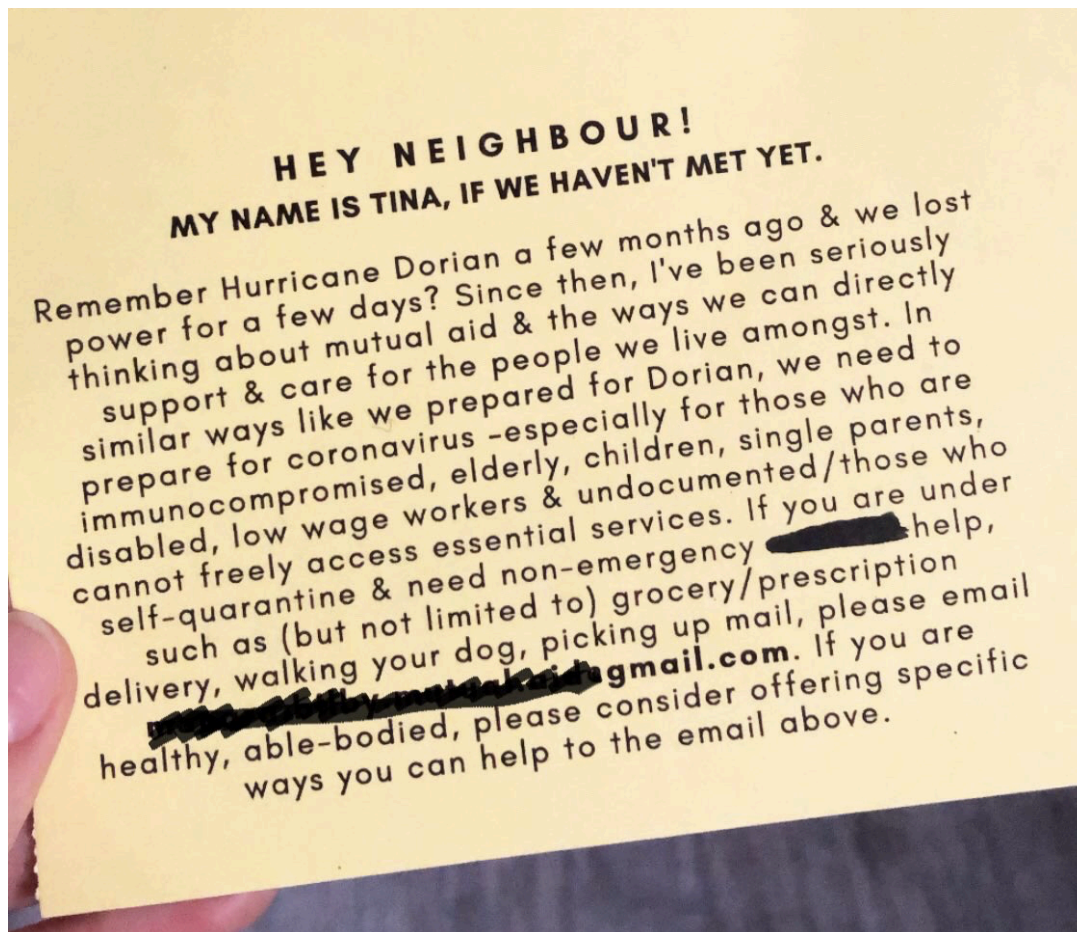 HEY NEIGHBOUR!
MY NAME IS TINA, IF WE HAVEN'T MET YET.
Remember Hurricane Dorian a few months ago & we lost
power for a few days? Since then, I've been seriously
thinking about mutual aid & the ways we can directly
support & care for the people we live amongst. In
similar ways like we prepared for Dorian, we need to
prepare for coronavirus -especially for those who are
immunocompromised, elderly, children, single parents,
disabled, low wage workers & undocumented/those who
cannot freely access essential services. If you are under
self-quarantine & need non-emergency help,
such as (but not limited to) grocery/prescription
delivery, walking your dog, picking up mail, please email
gmail.com. If you are
healthy, able-bodied, please consider offering specific
ways you can help to the email above.